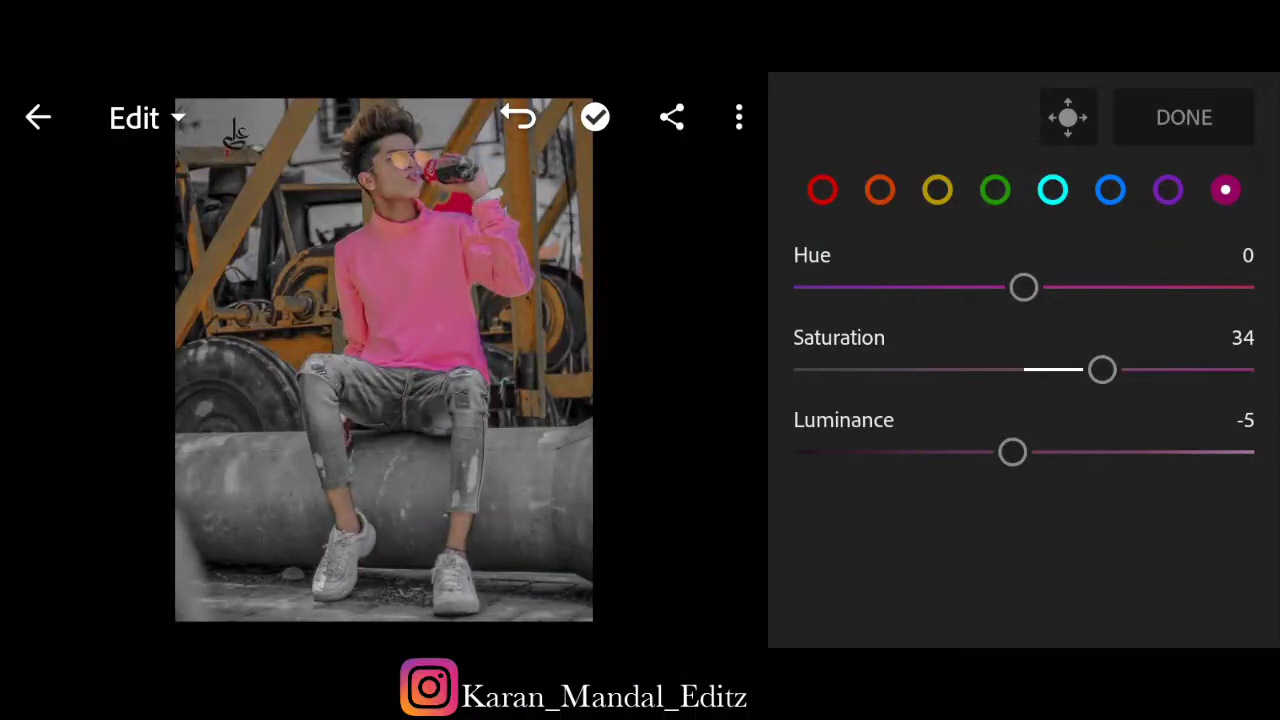 Edit
DONE
Hue 0
Saturation 34
Luminance -5
Karan_Mandal_Editz